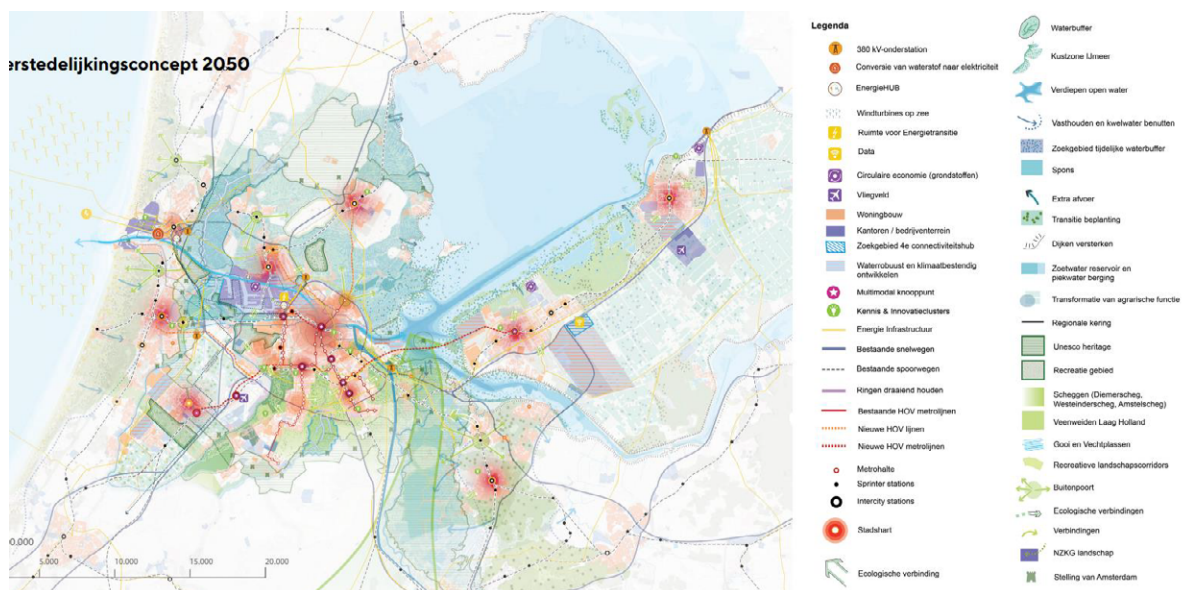 erstedelijkingsconcept 2050
5.000
10.000
15.000
20.000
Legenda
380 kV-onderstation
Conversie van waterstof naar elektriciteit
EnergieHUB
Windturbines op zee
Ruimte voor Energietransitie
Data
Circulaire economie (grondstoffen)
Vliegveld
Woningbouw
Kantoren / bedrijventerrein
Zoekgebied 4e connectiviteitshub
Waterrobuust en klimaatbestendig
ontwikkelen
Multimodal knooppunt
Kennis & Innovatieclusters
Energie Infrastructuur
Bestaande snelwegen
Bestaande spoorwegen
Ringen draaiend houden
Bestaande HOV metrolijnen
Nieuwe HOV lijnen
Nieuwe HOV metrolijnen
Metrohalte
Sprinter stations
Intercity stations
Stadshart
Ecologische verbinding
Waterbuffer
Kustzone IJmeer
Verdiepen open water
Vasthouden en kwelwater benutten
Zoekgebied tijdelijke waterbuffer
Spons
Extra afvoer
Transitie beplanting
Dijken versterken
Zoetwater reservoir en
piekwater berging
Transformatie van agrarische functie
Regionale kering
Unesco heritage
Recreatie gebied
Scheggen (Diemerscheg,
Westeinderscheg, Amstelscheg)
Veenweiden Laag Holland
Gooi en Vechtplassen
Recreatieve landschapscorridors
Buitenpoort
Ecologische verbindingen
Verbindingen
NZKG landschap
Stelling van Amsterdam